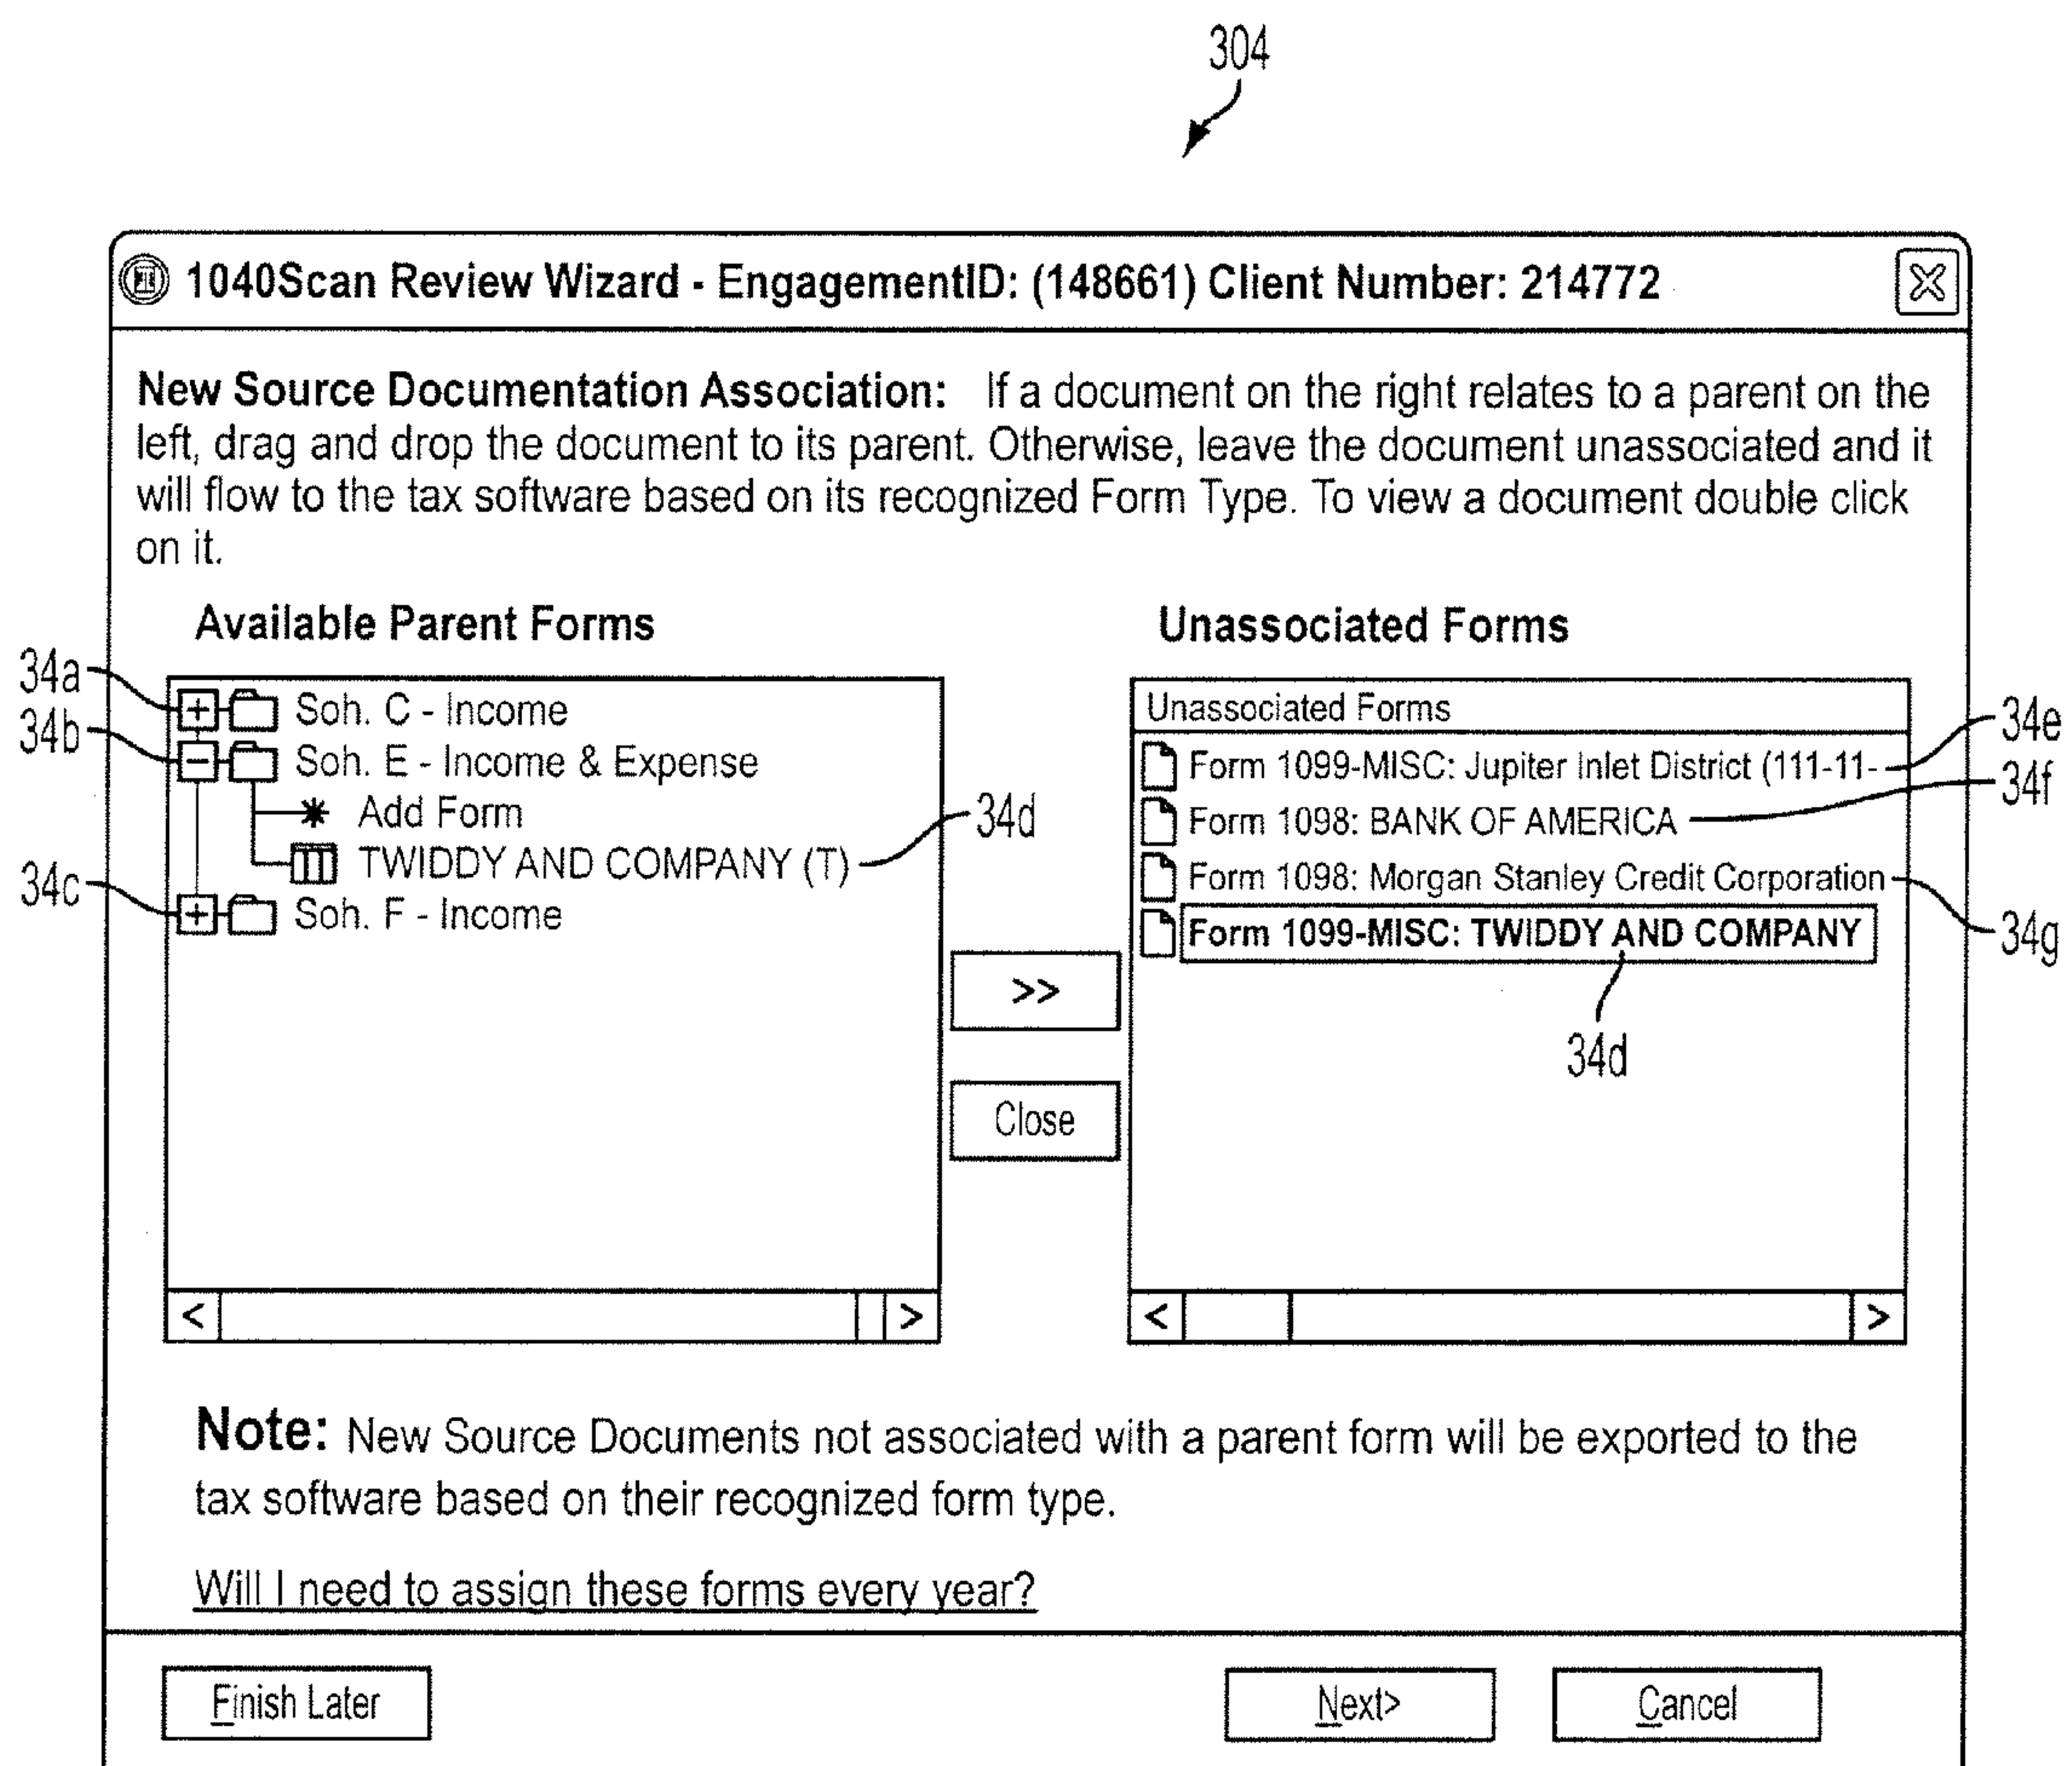 304
1040Scan Review Wizard - EngagementID: (148661) Client Number: 214772
New Source Documentation Association: If a document on the right relates to a parent on the
left, drag and drop the document to its parent. Otherwise, leave the document unassociated and it
will flow to the tax software based on its recognized Form Type. To view a document double click
on it.
Available Parent Forms
34a
Soh. C - Income
34b
Soh. E - Income & Expense
Add Form
TWIDDY AND COMPANY (T)
34d
34c
Soh. F - Income
>>
Close
Unassociated Forms
Unassociated Forms
Form 1099-MISC: Jupiter Inlet District (111-11-
34e
Form 1098: BANK OF AMERICA
34f
Form 1098: Morgan Stanley Credit Corporation
34g
Form 1099-MISC: TWIDDY AND COMPANY
34d
< >
< >
Note: New Source Documents not associated with a parent form will be exported to the
tax software based on their recognized form type.
Will I need to assign these forms every year?
Finish Later
Next>
Cancel